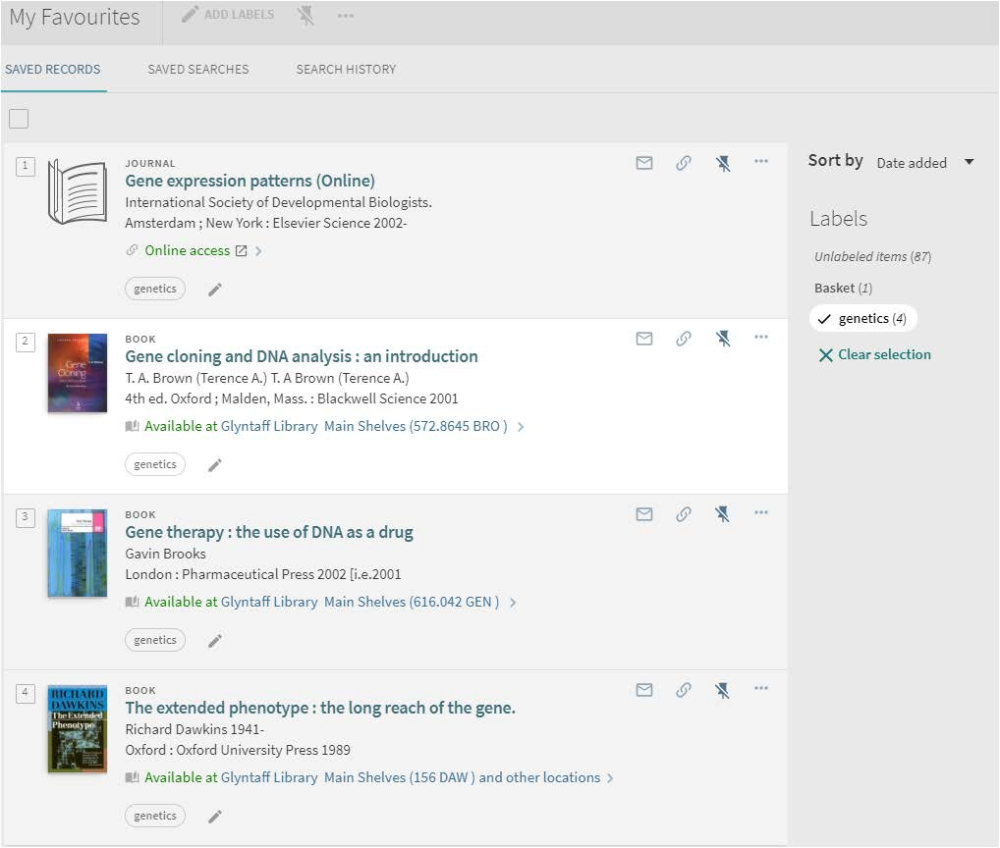 My Favourites
ADD LABELS
SAVED RECORDS
SAVED SEARCHES
SEARCH HISTORY
1
JOURNAL
Gene expression patterns (Online)
International Society of Developmental Biologists.
Amsterdam ; New York : Elsevier Science 2002-
Online access
genetics
2
BOOK
Gene cloning and DNA analysis : an introduction
T. A. Brown (Terence A.) T. A Brown (Terence A.)
4th ed. Oxford ; Malden, Mass. : Blackwell Science 2001
Available at Glyntaff Library Main Shelves (572.8645 BRO )
genetics
Gene
Cloning
3
BOOK
Gene therapy : the use of DNA as a drug
Gavin Brooks
London : Pharmaceutical Press 2002 [i.e.2001
Available at Glyntaff Library Main Shelves (616.042 GEN )
genetics
4
RICHARD
DAWKINS
The Extended
Phenotype
BOOK
The extended phenotype : the long reach of the gene.
Richard Dawkins 1941-
Oxford : Oxford University Press 1989
Available at Glyntaff Library Main Shelves (156 DAW ) and other locations
genetics
Sort by Date added
Labels
Unlabeled items (87)
Basket (1)
genetics (4)
Clear selection